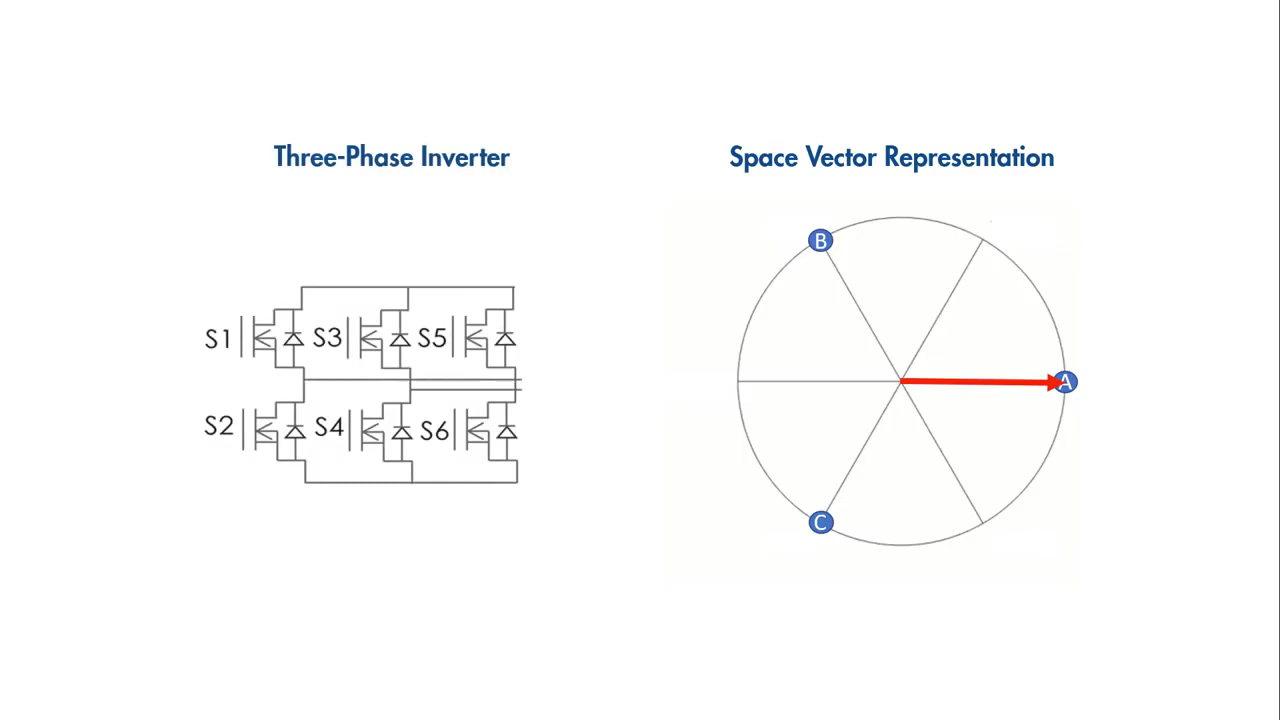 Three-Phase Inverter
Space Vector Representation
B
S1 S3 S5
A
S2 S4 S6
C